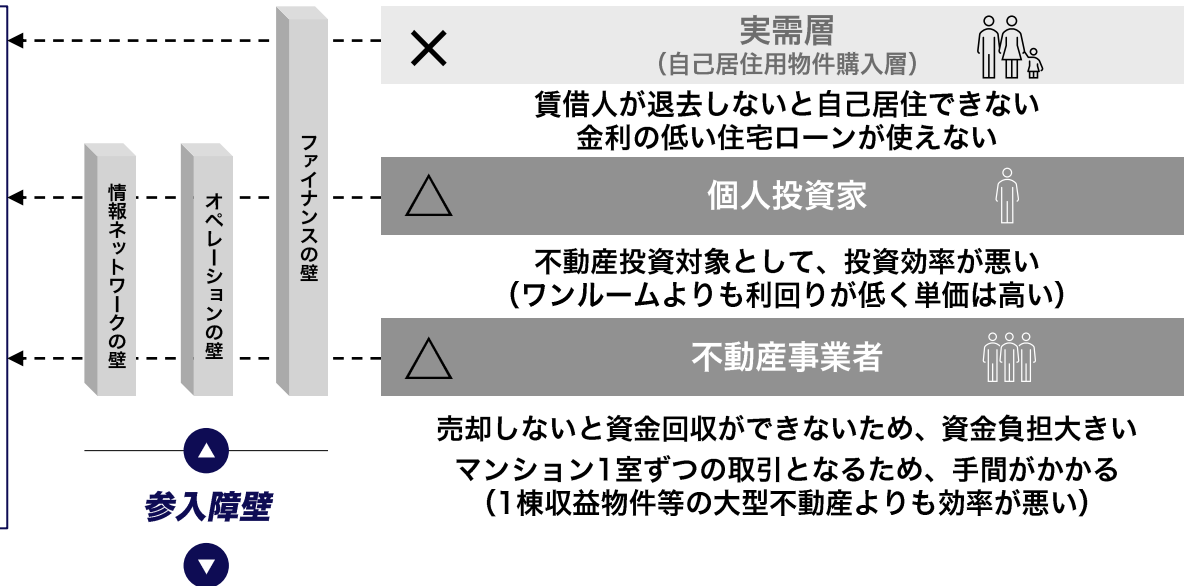 情報ネットワークの壁
オペレーションの壁
ファイナンスの壁
参入障壁
実需層
（自己居住用物件購入層）
賃借人が退去しないと自己居住できない
金利の低い住宅ローンが使えない
個人投資家
不動産投資対象として、投資効率が悪い
（ワンルームよりも利回りが低く単価は高い）
不動産事業者
売却しないと資金回収ができないため、資金負担大きい
マンション1室ずつの取引となるため、手間がかかる
（1棟収益物件等の大型不動産よりも効率が悪い）